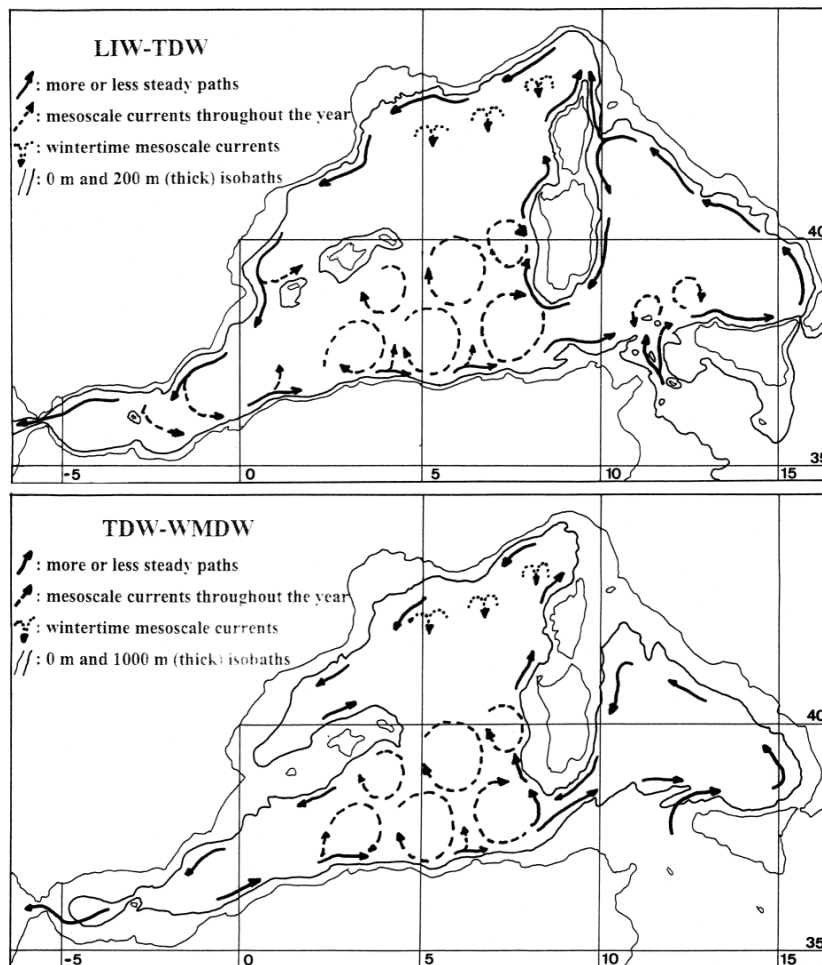 LIW-TDW
: more or less steady paths
: mesoscale currents throughout the year
: wintertime mesoscale currents
: 0 m and 200 m (thick) isobaths
40
35
-5
0
5
10
15
TDW-WMDW
: more or less steady paths
: mesoscale currents throughout the year
: wintertime mesoscale currents
: 0 m and 1000 m (thick) isobaths
40
35
-5
0
5
10
15